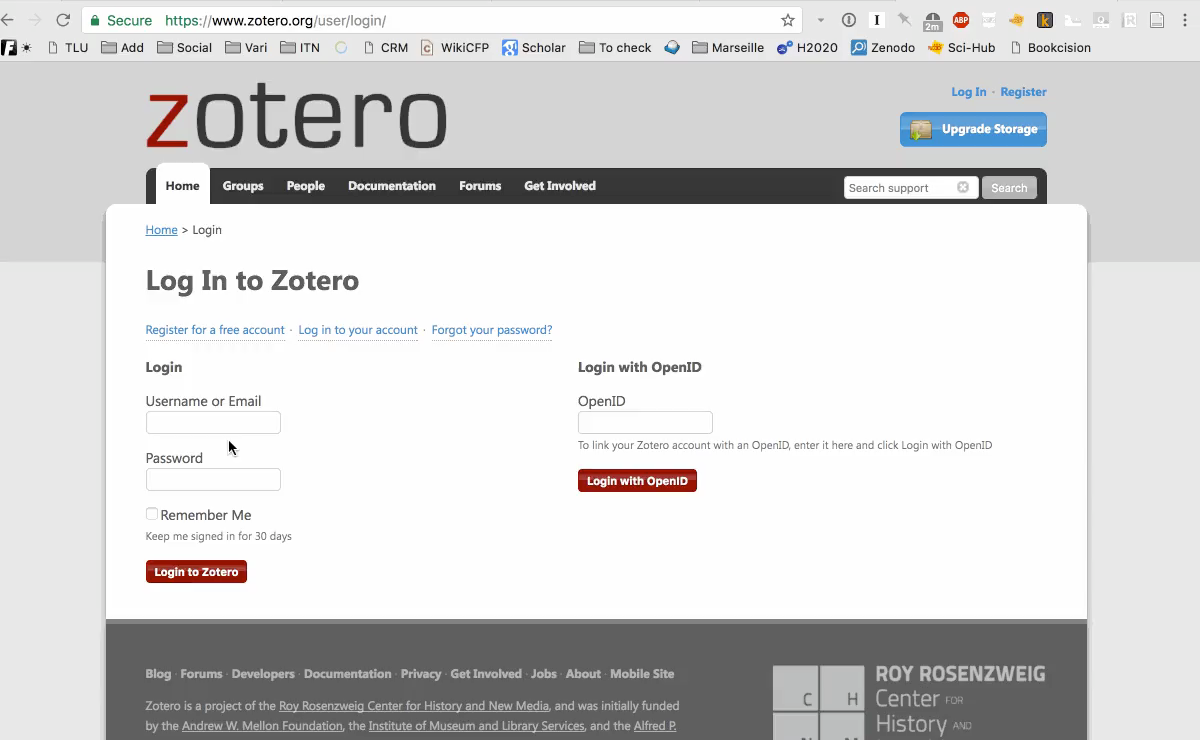 Secure https://www.zotero.org/user/login/
2m ABP
TLU Add Social Vari ITN CRM WikiCFP Scholar To check Marseille H2020 Zenodo Sci-Hub Bookcision
zotero
Log In · Register
Upgrade Storage
Home Groups People Documentation Forums Get Involved
Search support Search
Home > Login
Log In to Zotero
Register for a free account · Log in to your account · Forgot your password?
Login
Username or Email
Password
Remember Me
Keep me signed in for 30 days
Login to Zotero
Login with OpenID
OpenID
To link your Zotero account with an OpenID, enter it here and click Login with OpenID
Login with OpenID
Blog · Forums · Developers · Documentation · Privacy · Get Involved · Jobs · About · Mobile Site
Zotero is a project of the Roy Rosenzweig Center for History and New Media, and was initially funded
by the Andrew W. Mellon Foundation, the Institute of Museum and Library Services, and the Alfred P.
C H
ROY ROSENZWEIG
Center FOR
History AND